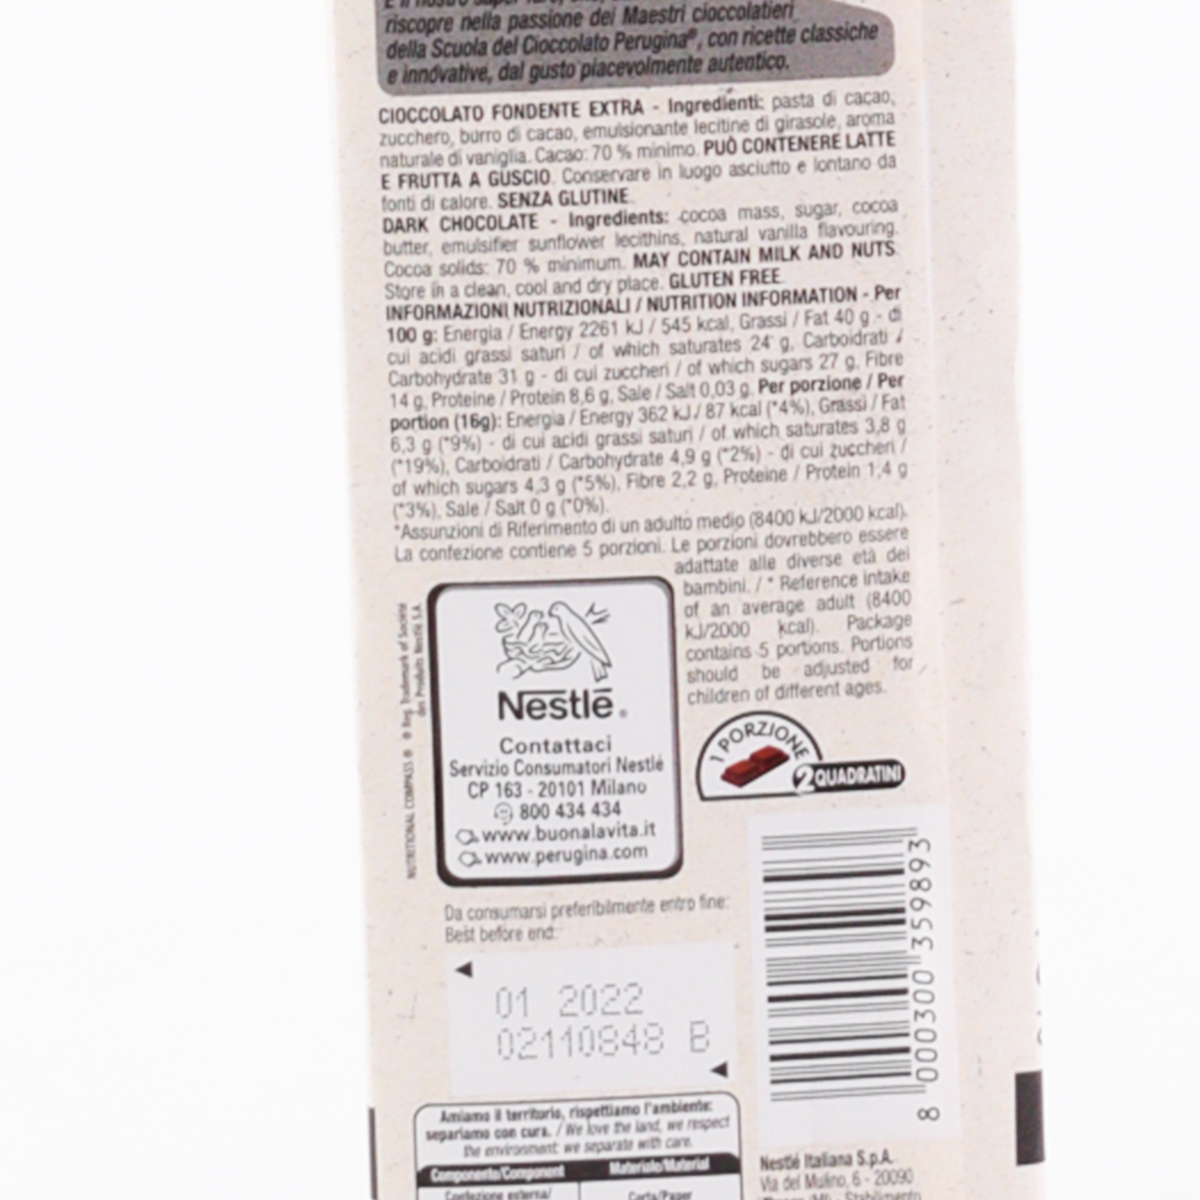 riscopre nella passione dei Maestri cioccolatieri
della Scuola del Cioccolato Perugina®, con ricette classiche
e innovative, dal gusto piacevolmente autentico.
CIOCCOLATO FONDENTE EXTRA - Ingredienti: pasta di cacao,
zucchero, burro di cacao, emulsionante lecitine di girasole, aroma
naturale di vaniglia. Cacao: 70 % minimo. PUÒ CONTENERE LATTE
E FRUTTA A GUSCIO. Conservare in luogo asciutto e lontano da
fonti di calore. SENZA GLUTINE.
DARK CHOCOLATE - Ingredients: cocoa mass, sugar, cocoa
butter, emulsifier sunflower lecithins, natural vanilla flavouring.
Cocoa solids: 70 % minimum. MAY CONTAIN MILK AND NUTS.
Store in a clean, cool and dry place. GLUTEN FREE.
INFORMAZIONI NUTRIZIONALI / NUTRITION INFORMATION - Per
100 g: Energia / Energy 2261 kJ / 545 kcal, Grassi / Fat 40 g - di
cui acidi grassi saturi / of which saturates 24 g, Carboidrati /
Carbohydrate 31 g - di cui zuccheri / of which sugars 27 g, Fibre
14 g, Proteine / Protein 8,6 g, Sale / Salt 0,03 g. Per porzione / Per
portion (16g): Energia / Energy 362 kJ / 87 kcal (*4%), Grassi / Fat
6,3 g (*9%) - di cui acidi grassi saturi / of which saturates 3,8 g
(*19%), Carboidrati / Carbohydrate 4,9 g (*2%) - di cui zuccheri /
of which sugars 4,3 g (*5%), Fibre 2,2 g, Proteine / Protein 1,4 g
(*3%), Sale / Salt 0 g (*0%).
*Assunzioni di Riferimento di un adulto medio (8400 kJ/2000 kcal).
La confezione contiene 5 porzioni. Le porzioni dovrebbero essere
adattate alle diverse età dei
bambini. / * Reference intake
of an average adult (8400
kJ/2000 kcal). Package
contains 5 portions. Portions
should be adjusted for
children of different ages.
NUTRITIONAL COMPASS ® ® Reg. Trademark of Société
des Produits Nestlé S.A.
Nestlé®
Contattaci
Servizio Consumatori Nestlé
CP 163 - 20101 Milano
800 434 434
www.buonalavita.it
www.perugina.com
1 PORZIONE
2 QUADRATINI
Da consumarsi preferibilmente entro fine:
Best before end:
01 2022
02110848 B
8 000300 359893
Amiamo il territorio, rispettiamo l'ambiente:
separiamo con cura. / We love the land, we respect
the environment: we separate with care.
Componente/Component Materiale/Material
Confezione esterna/ Carta/Paper
Nestlé Italiana S.p.A.
Via del Mulino, 6 - 20090